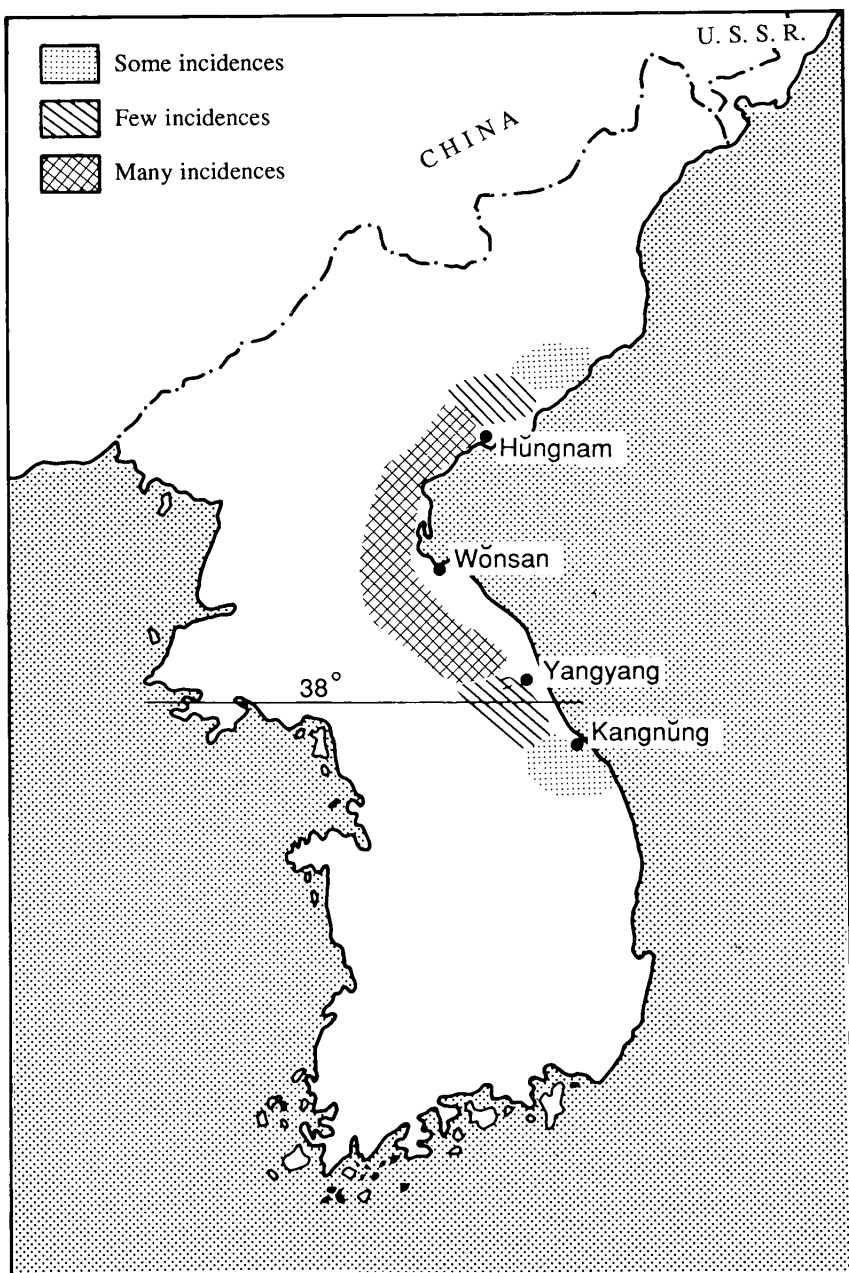 U. S. S. R.
Some incidences
Few incidences
Many incidences
CHINA
Hŭngnam
Wŏnsan
Yangyang
38°
Kangnŭng